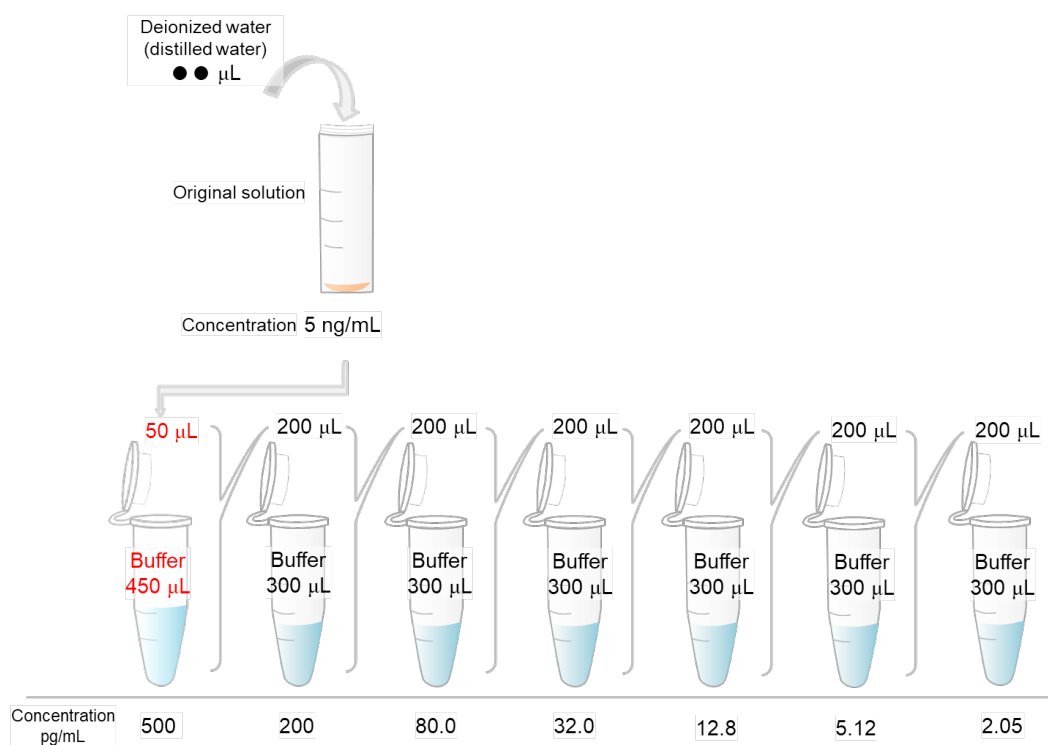 Deionized water
(distilled water)
●● μL
Original solution
Concentration 5 ng/mL
50 μL 200 μL 200 μL 200 μL 200 μL 200 μL 200 μL
Buffer Buffer Buffer Buffer Buffer Buffer Buffer
450 μL 300 μL 300 μL 300 μL 300 μL 300 μL 300 μL
Concentration
pg/mL
500 200 80.0 32.0 12.8 5.12 2.05